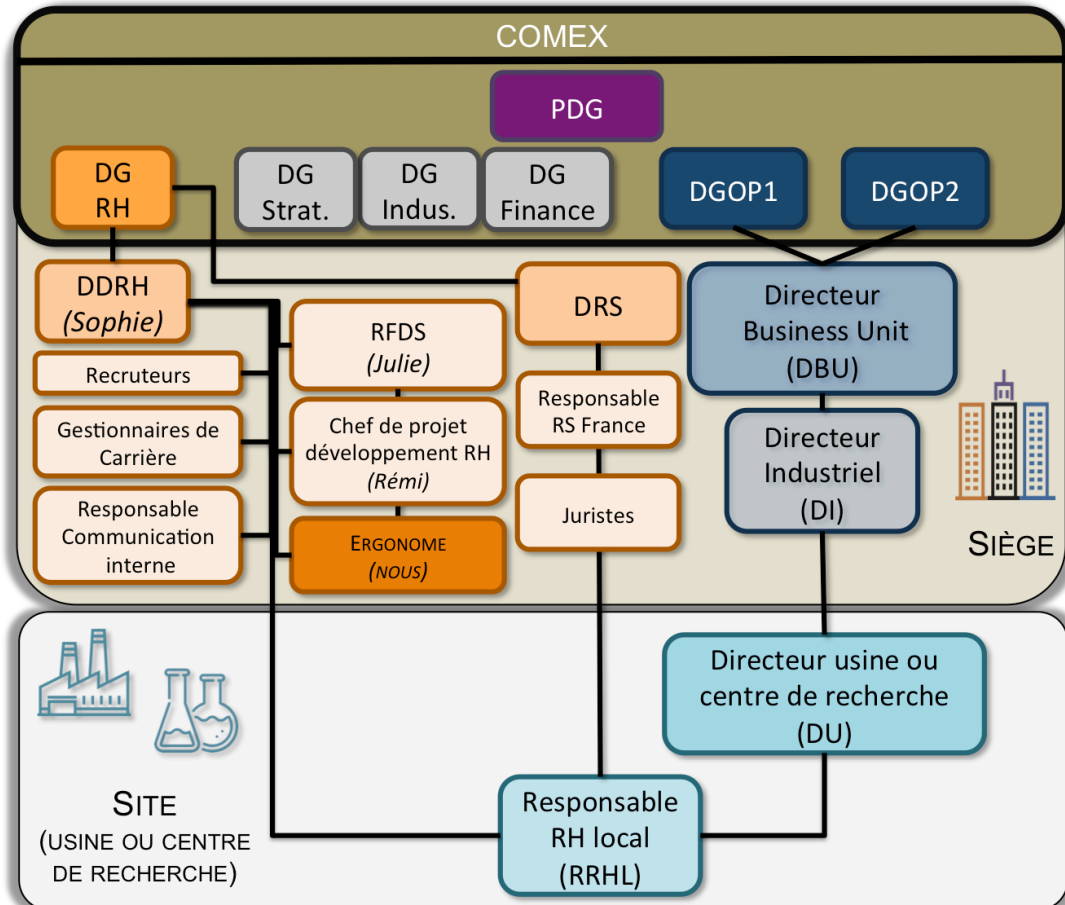 COMEX
PDG
DG
RH
DG
Strat.
DG
Indus.
DG
Finance
DGOP1
DGOP2
DDRH
(Sophie)
Recruteurs
Gestionnaires de
Carrière
Responsable
Communication
interne
RFDS
(Julie)
Chef de projet
développement RH
(Rémi)
ERGONOME
(NOUS)
DRS
Responsable
RS France
Juristes
Directeur
Business Unit
(DBU)
Directeur
Industriel
(DI)
SIÈGE
SITE
(USINE OU CENTRE
DE RECHERCHE)
Directeur usine ou
centre de recherche
(DU)
Responsable
RH local
(RRHL)